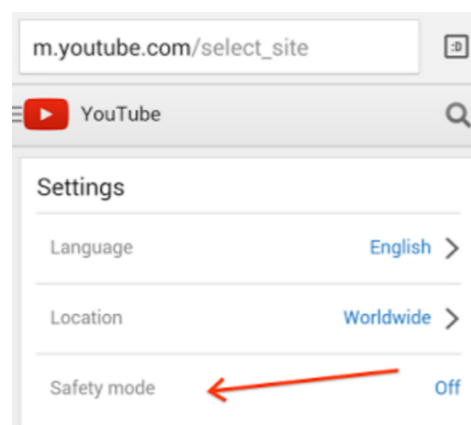 m.youtube.com/select_site
:D
YouTube
Settings
Language English
Location Worldwide
Safety mode Off